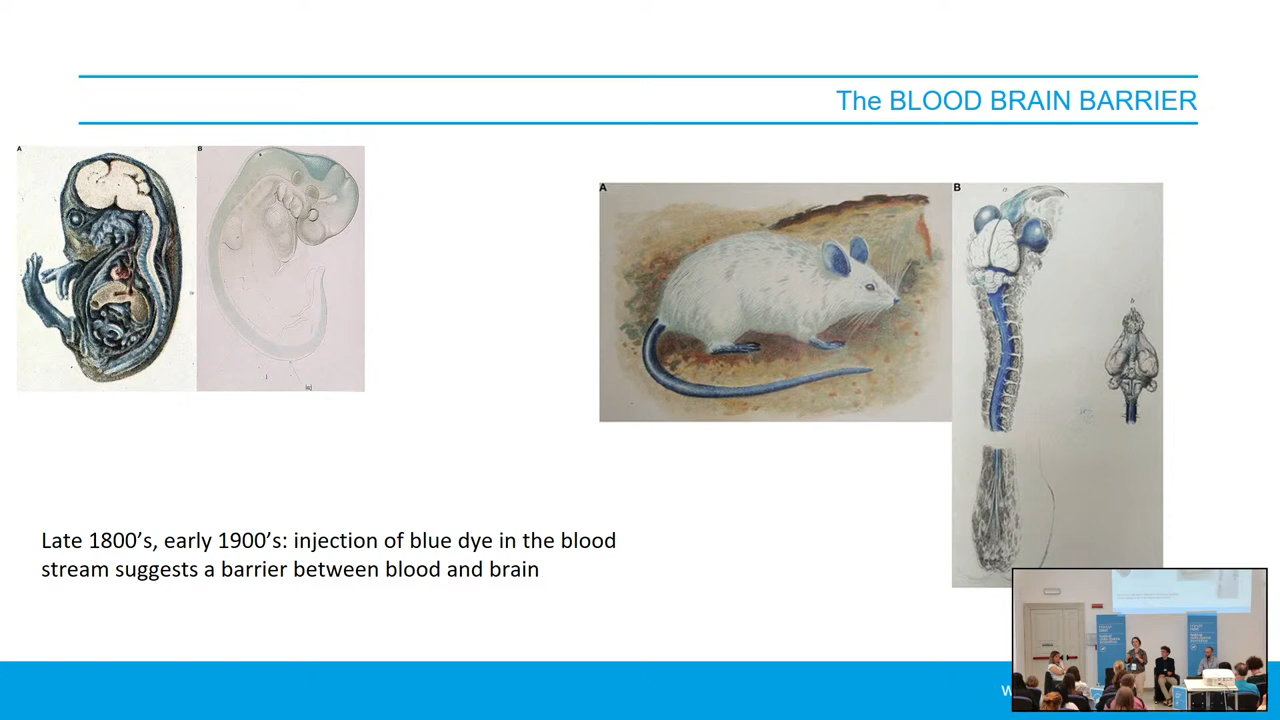 The BLOOD BRAIN BARRIER
A
B
A
B
Late 1800's, early 1900's: injection of blue dye in the blood
stream suggests a barrier between blood and brain
W